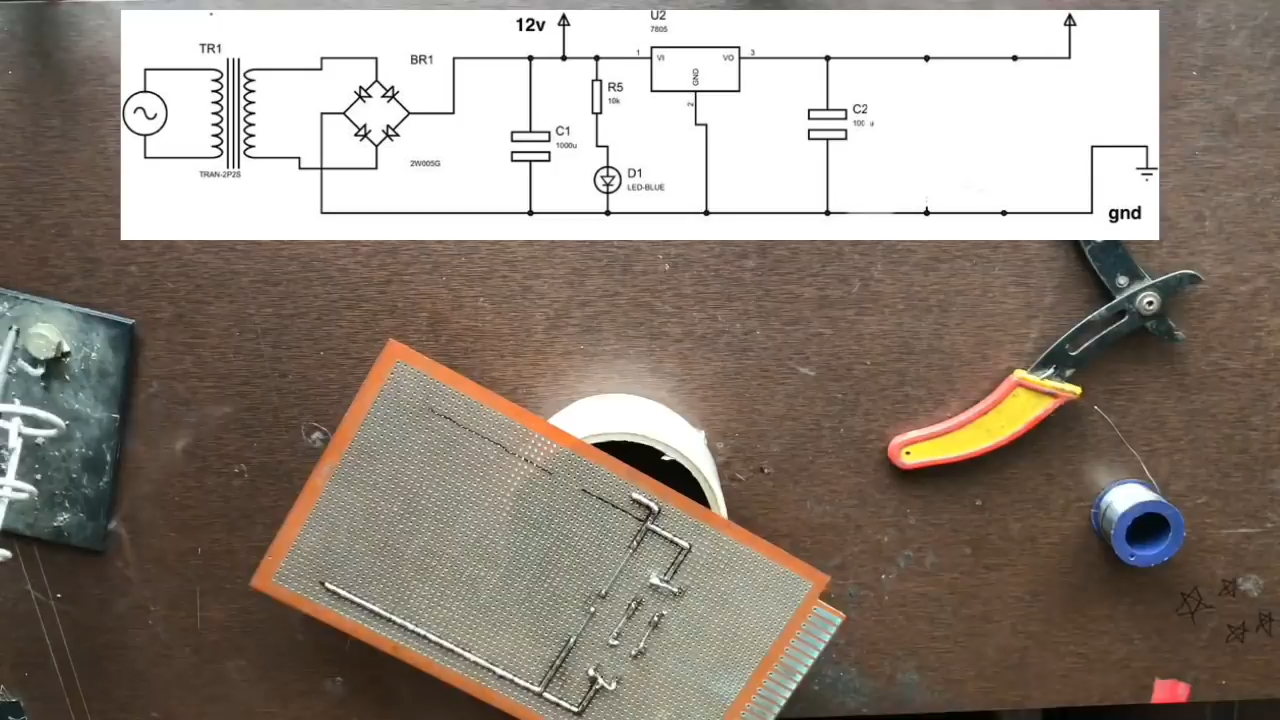 12v
U2
7805
TR1
BR1
1
VI
VO
3
R5
10k
GND
2
C1
1000u
C2
100 u
TRAN-2P2S
2W005G
D1
LED-BLUE
gnd